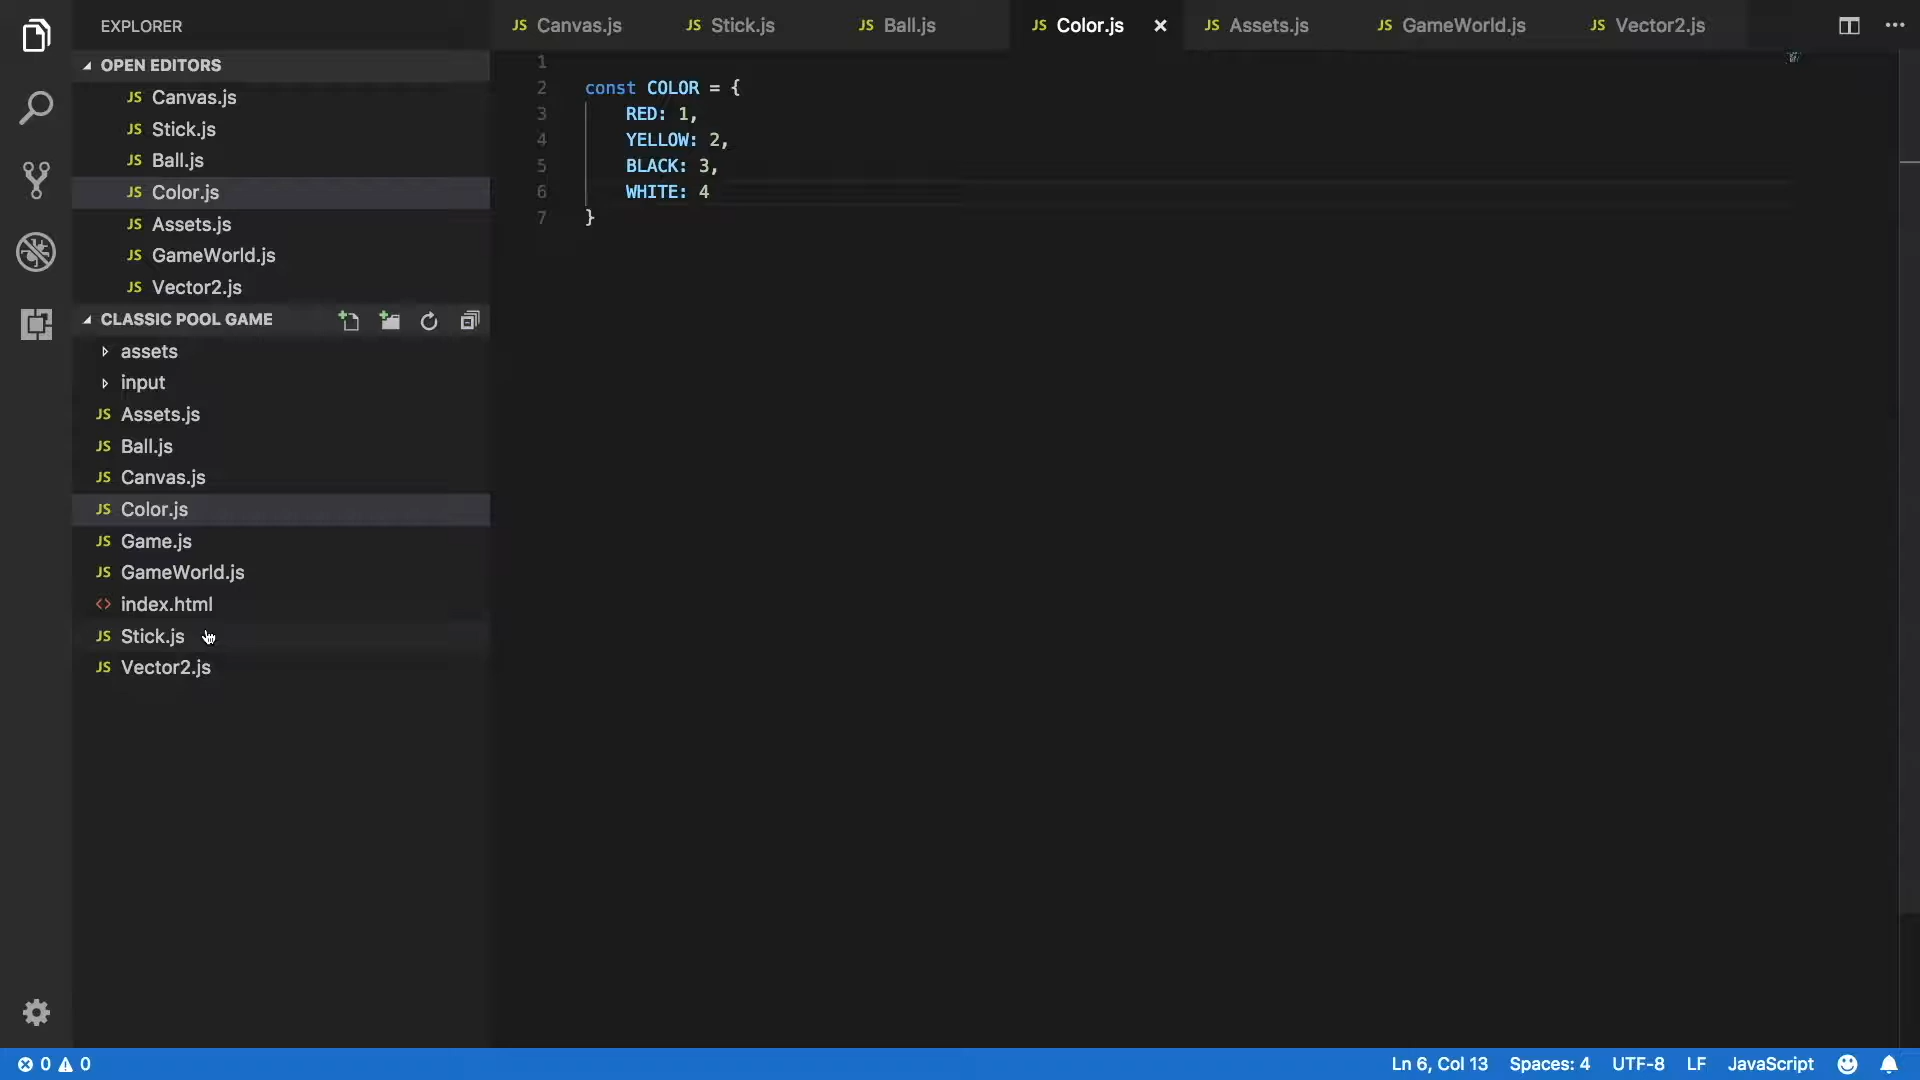 EXPLORER
OPEN EDITORS
JS Canvas.js
JS Stick.js
JS Ball.js
JS Color.js
JS Assets.js
JS GameWorld.js
JS Vector2.js
CLASSIC POOL GAME
assets
input
JS Assets.js
JS Ball.js
JS Canvas.js
JS Color.js
JS Game.js
JS GameWorld.js
<> index.html
JS Stick.js
JS Vector2.js
JS Canvas.js JS Stick.js JS Ball.js JS Color.js × JS Assets.js JS GameWorld.js JS Vector2.js
1
2 const COLOR = {
3 RED: 1,
4 YELLOW: 2,
5 BLACK: 3,
6 WHITE: 4
7 }
0 0 Ln 6, Col 13 Spaces: 4 UTF-8 LF JavaScript